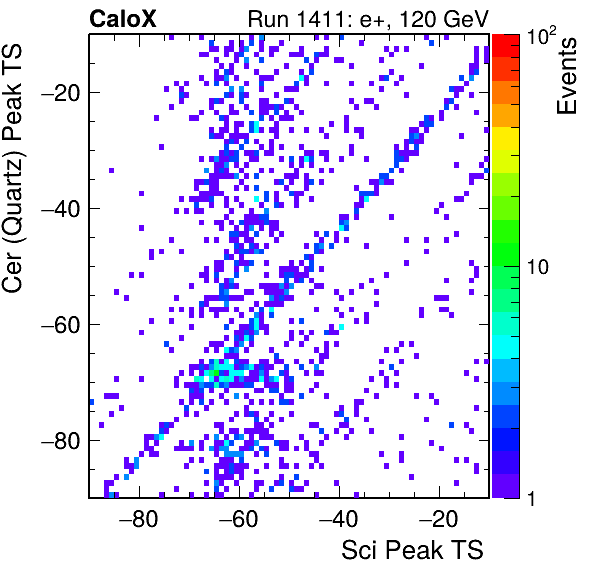 CaloX Run 1411: e+, 120 GeV
Cer (Quartz) Peak TS
−20
−40
−60
−80
−80 −60 −40 −20
Sci Peak TS
10²
10
1
Events